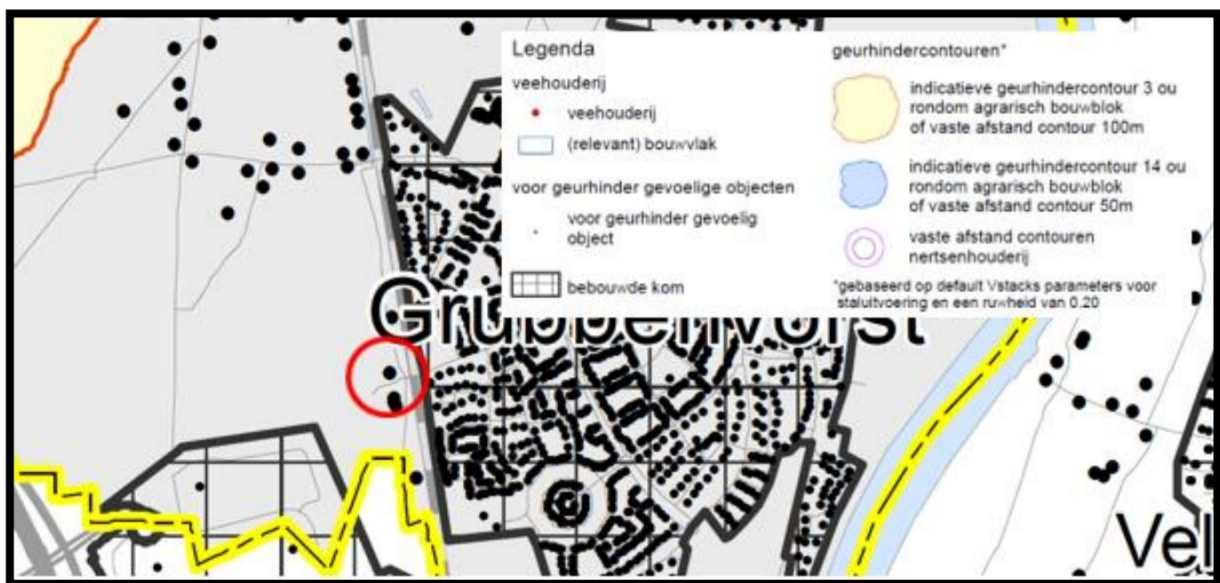 Legenda
veehouderij
veehouderij
(relevant) bouwvlak
voor geurhinder gevoelige objecten
voor geurhinder gevoelig
object
bebouwde kom
geurhindercontouren*
indicatieve geurhindercontour 3 ou
rondom agrarisch bouwblok
of vaste afstand contour 100m
indicatieve geurhindercontour 14 ou
rondom agrarisch bouwblok
of vaste afstand contour 50m
vaste afstand contouren
nertsenhouderij
*gebaseerd op default Vstacks parameters voor
staluitvoering en een ruwheid van 0.20
Grubbenvorst
Vel